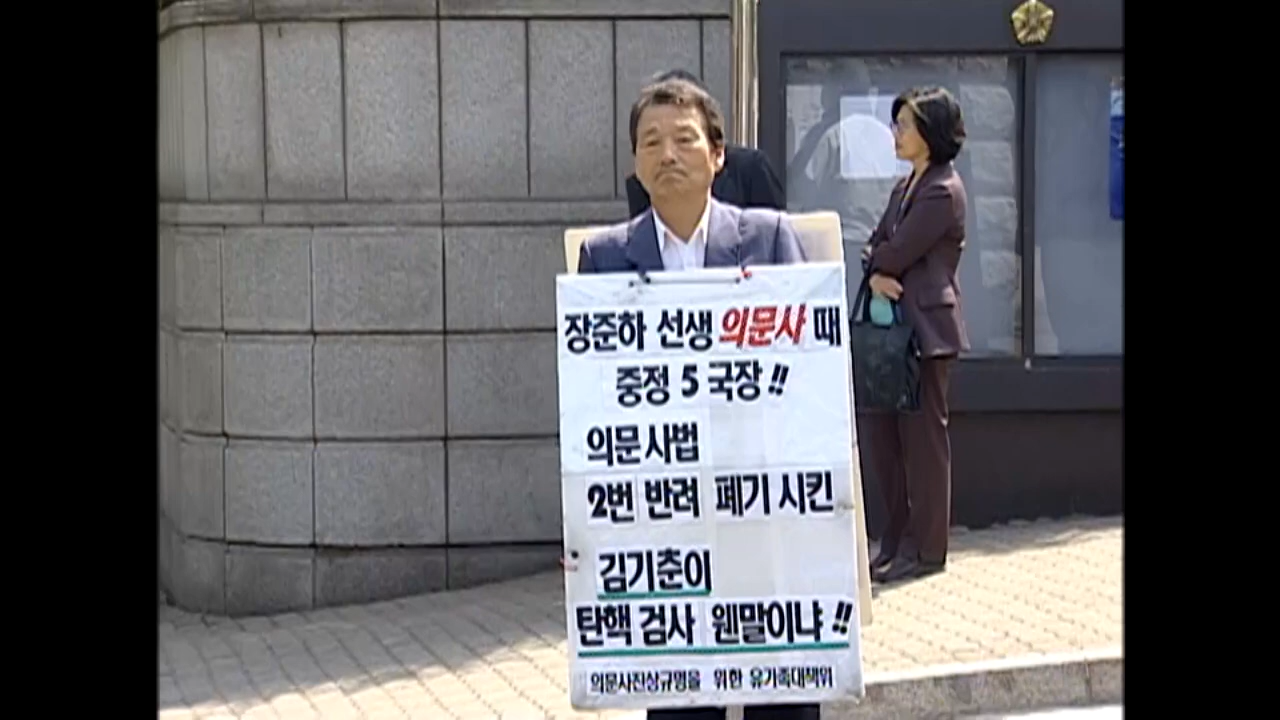 장준하 선생 의문사 때
중정 5 국장!!
의문사법
2번 반려 폐기 시킨
김기춘이
탄핵 검사 웬말이냐!!
의문사진상규명을 위한 유가족대책위